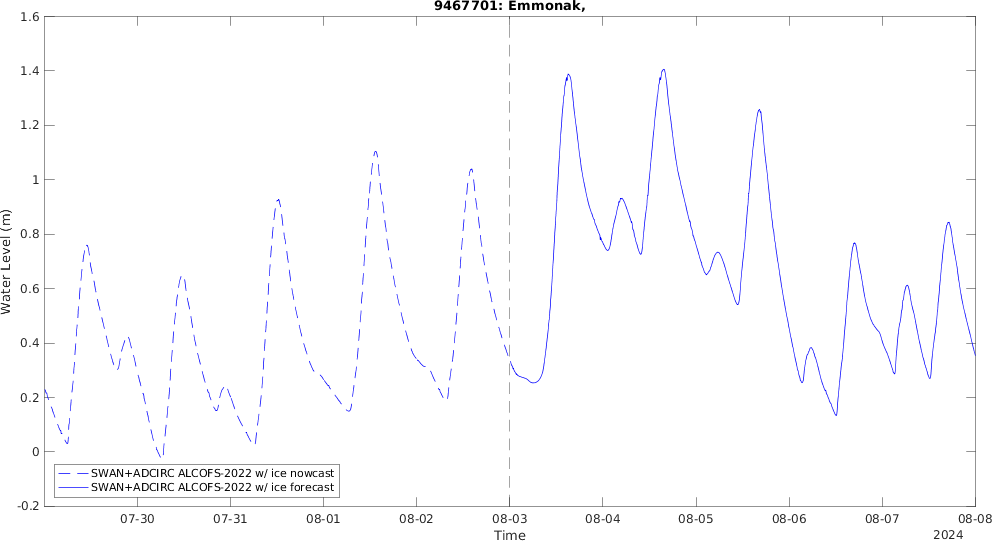 9467701: Emmonak,
1.6
1.4
1.2
1
0.8
0.6
0.4
0.2
0
-0.2
Water Level (m)
SWAN+ADCIRC ALCOFS-2022 w/ ice nowcast
SWAN+ADCIRC ALCOFS-2022 w/ ice forecast
07-30 07-31 08-01 08-02 08-03 08-04 08-05 08-06 08-07 08-08
Time
2024